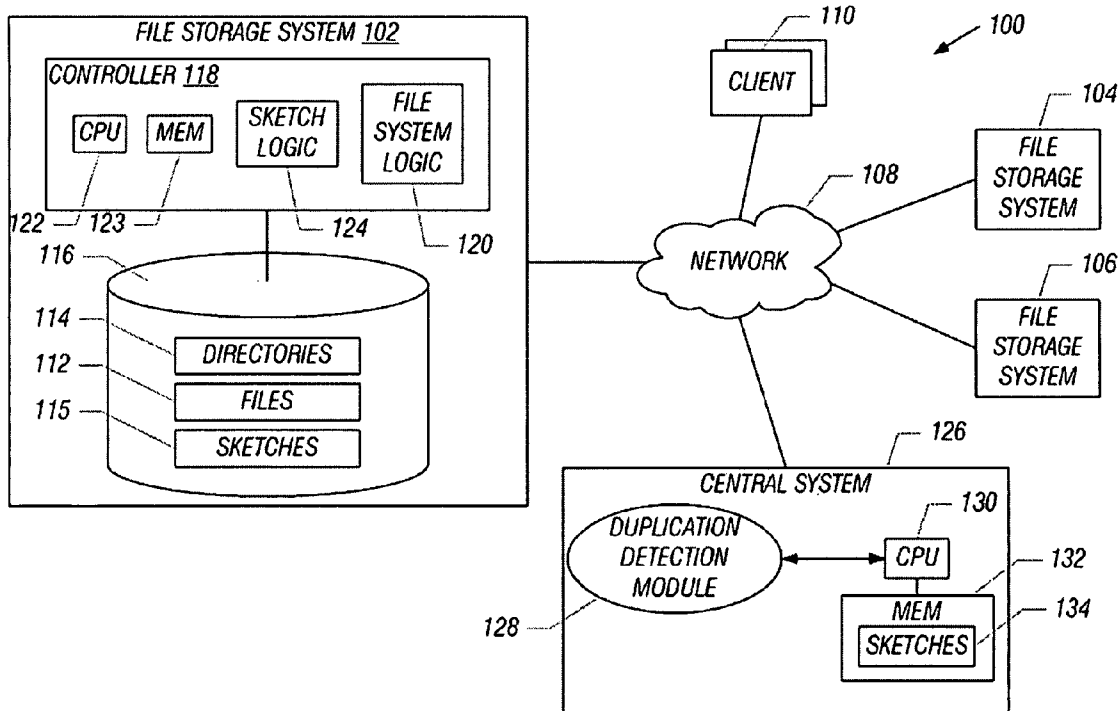 FILE STORAGE SYSTEM 102
CONTROLLER 118
CPU
MEM
SKETCH
LOGIC
FILE
SYSTEM
LOGIC
122
123
124
120
116
114
DIRECTORIES
112
FILES
115
SKETCHES
110
CLIENT
100
104
FILE
STORAGE
SYSTEM
108
NETWORK
106
FILE
STORAGE
SYSTEM
126
CENTRAL SYSTEM
DUPLICATION
DETECTION
MODULE
128
130
CPU
132
MEM
SKETCHES
134